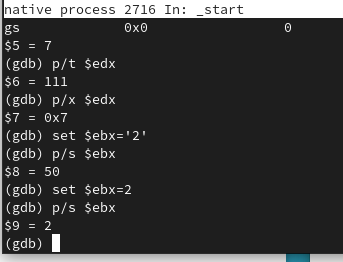 native process 2716 In: _start
gs 0x0 0
$5 = 7
(gdb) p/t $edx
$6 = 111
(gdb) p/x $edx
$7 = 0x7
(gdb) set $ebx='2'
(gdb) p/s $ebx
$8 = 50
(gdb) set $ebx=2
(gdb) p/s $ebx
$9 = 2
(gdb)